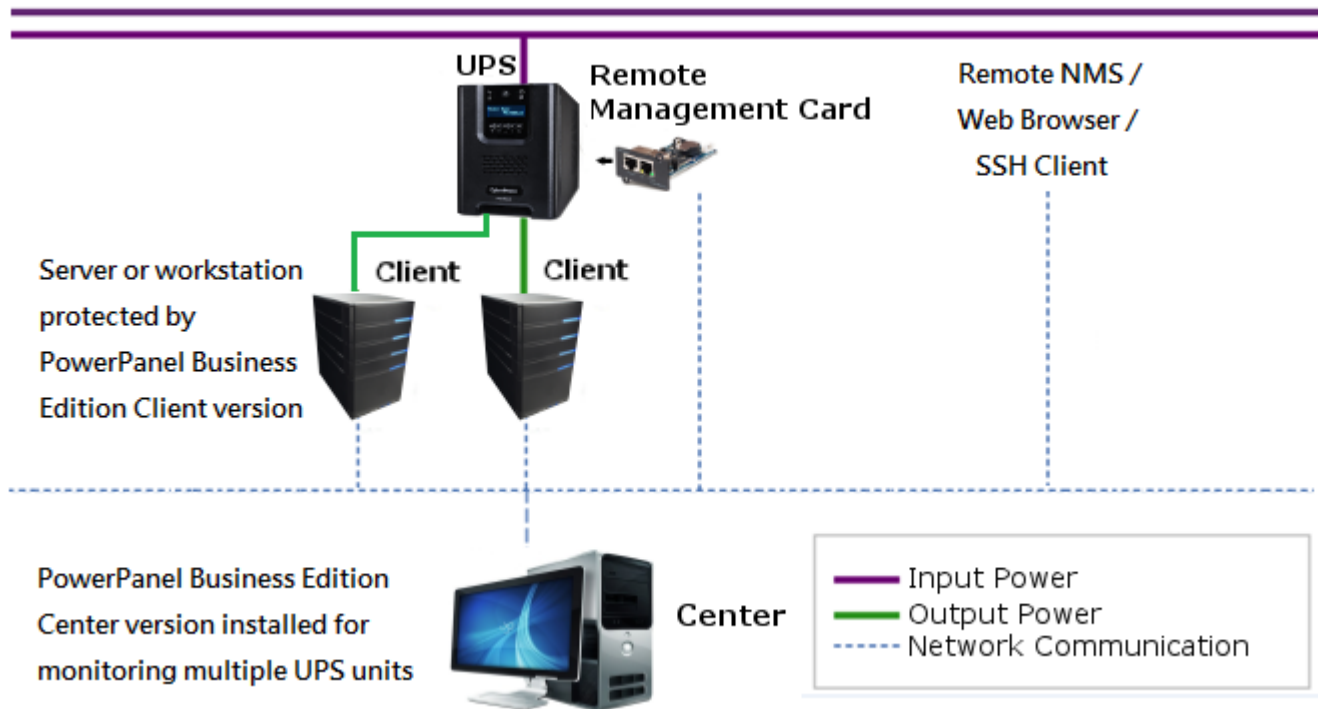 UPS
Remote
Management Card
Remote NMS /
Web Browser /
SSH Client
Server or workstation
protected by
PowerPanel Business
Edition Client version
Client
Client
PowerPanel Business Edition
Center version installed for
monitoring multiple UPS units
Center
Input Power
Output Power
Network Communication